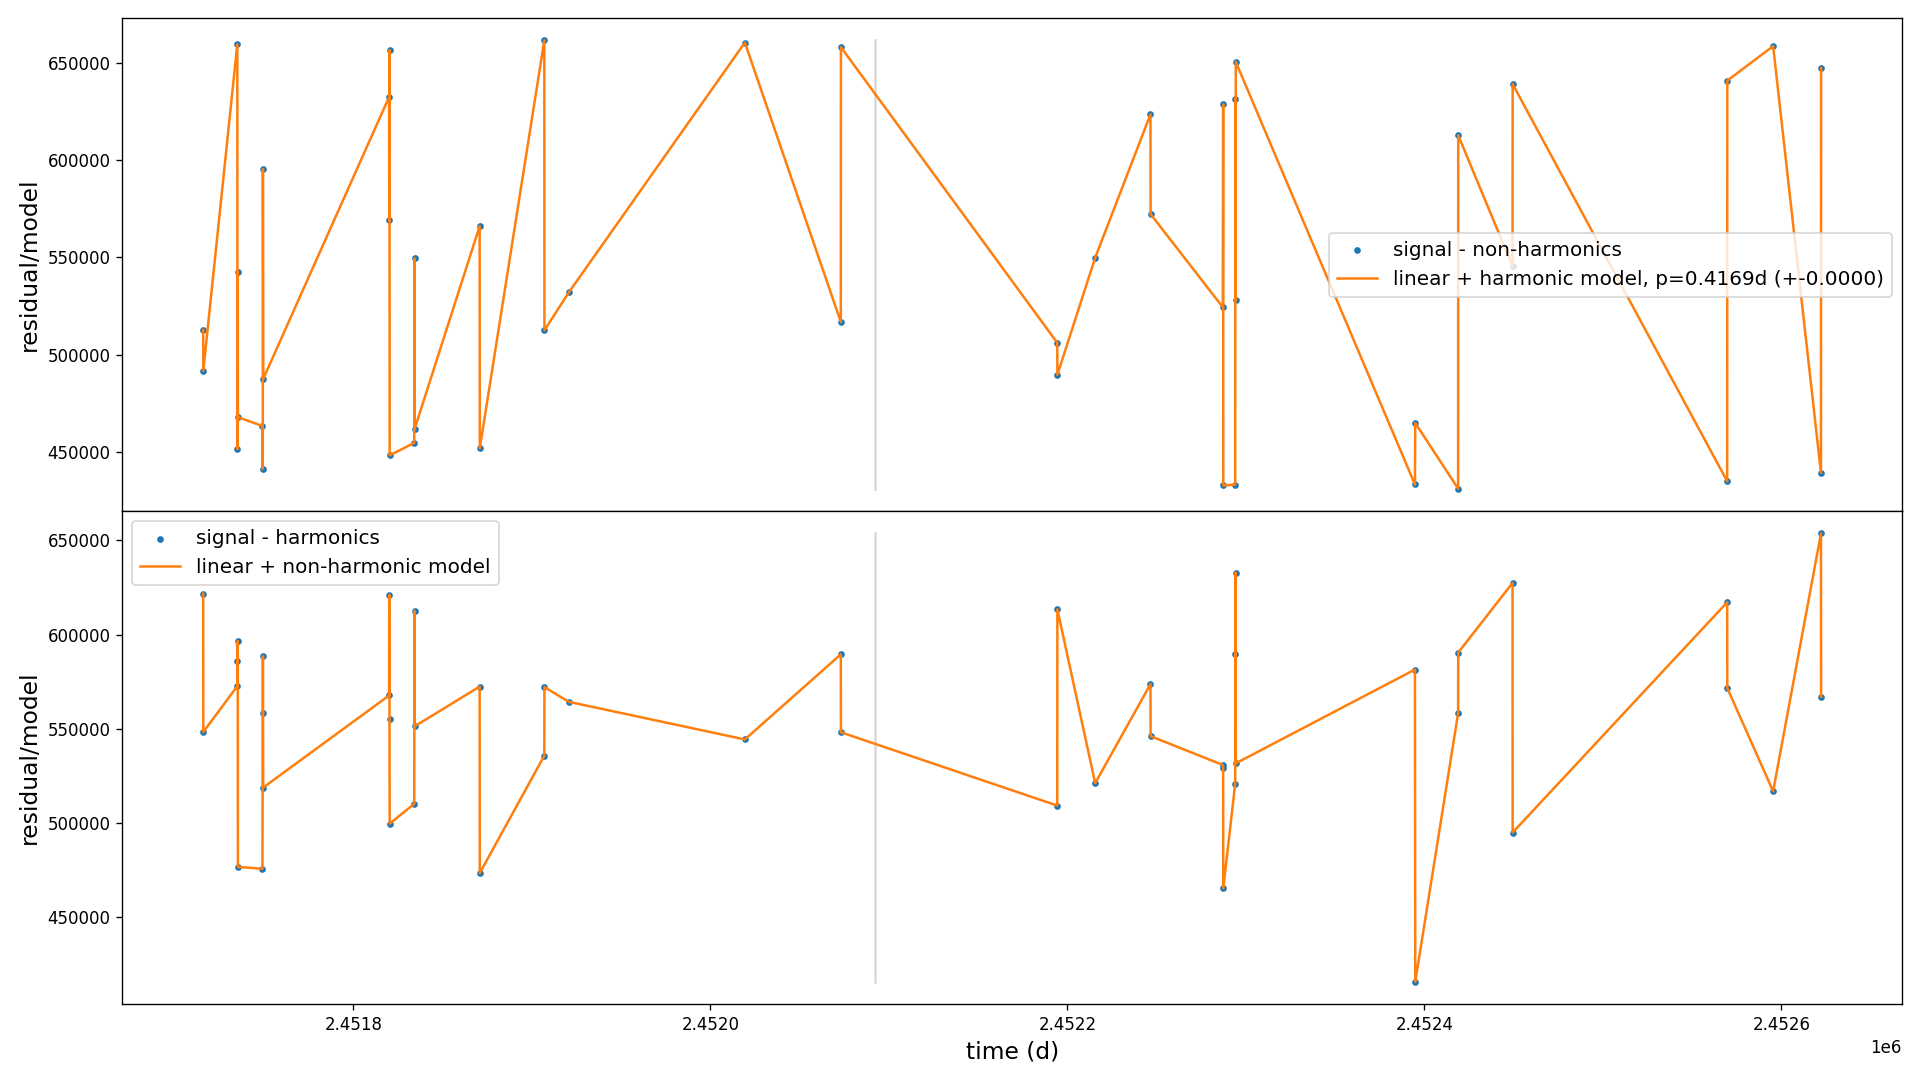 650000
600000
550000
500000
450000
residual/model
signal - non-harmonics
linear + harmonic model, p=0.4169d (+-0.0000)
signal - harmonics
linear + non-harmonic model
650000
600000
550000
500000
450000
residual/model
2.4518
2.4520
2.4522
2.4524
2.4526
1e6
time (d)